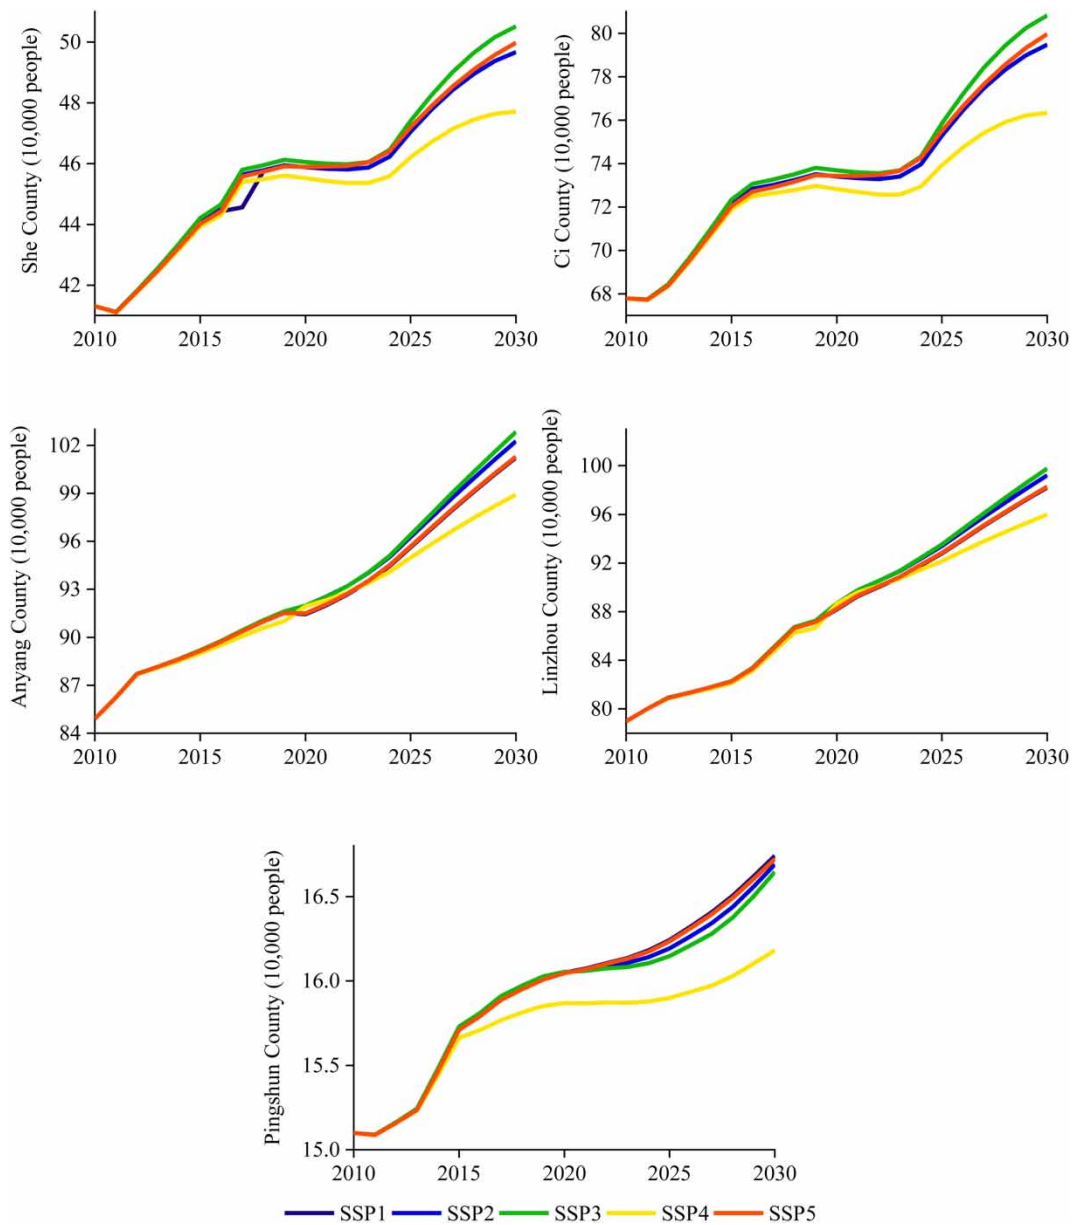 She County (10,000 people)
50
48
46
44
42
2010 2015 2020 2025 2030
Ci County (10,000 people)
80
78
76
74
72
70
68
2010 2015 2020 2025 2030
Anyang County (10,000 people)
102
99
96
93
90
87
84
2010 2015 2020 2025 2030
Linzhou County (10,000 people)
100
96
92
88
84
80
2010 2015 2020 2025 2030
Pingshun County (10,000 people)
16.5
16.0
15.5
15.0
2010 2015 2020 2025 2030
SSP1 SSP2 SSP3 SSP4 SSP5